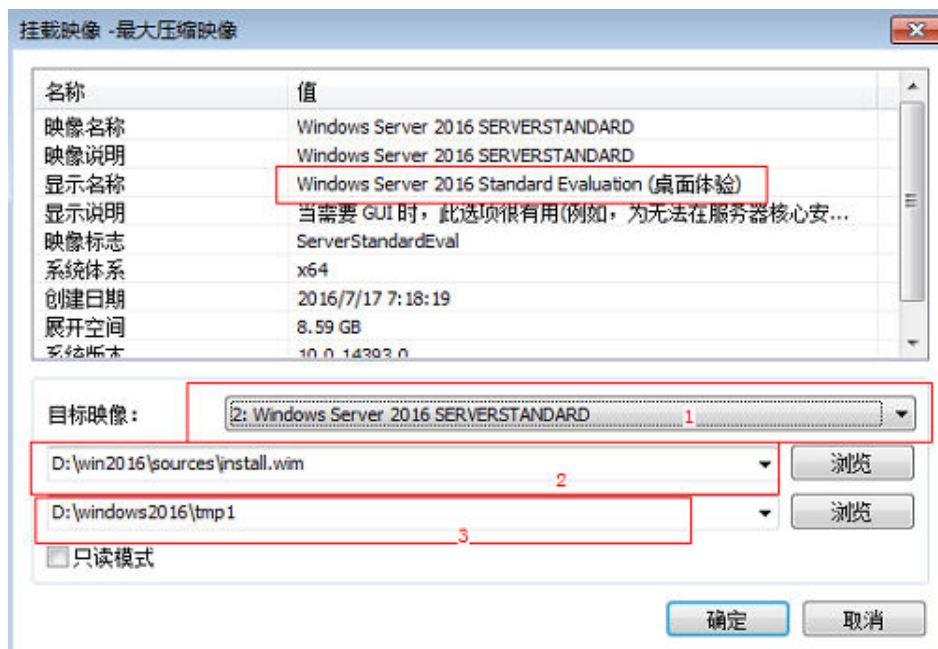 挂载映像 -最大压缩映像
名称 值
映像名称 Windows Server 2016 SERVERSTANDARD
映像说明 Windows Server 2016 SERVERSTANDARD
显示名称 Windows Server 2016 Standard Evaluation (桌面体验)
显示说明 当需要 GUI 时，此选项很有用(例如，为无法在服务器核心安...
映像标志 ServerStandardEval
系统体系 x64
创建日期 2016/7/17 7:18:19
展开空间 8.59 GB
系统版本 10.0.14393.0
目标映像： 2: Windows Server 2016 SERVERSTANDARD 1
D:\win2016\sources\install.wim 2 浏览
D:\windows2016\tmp1 3 浏览
只读模式
确定 取消